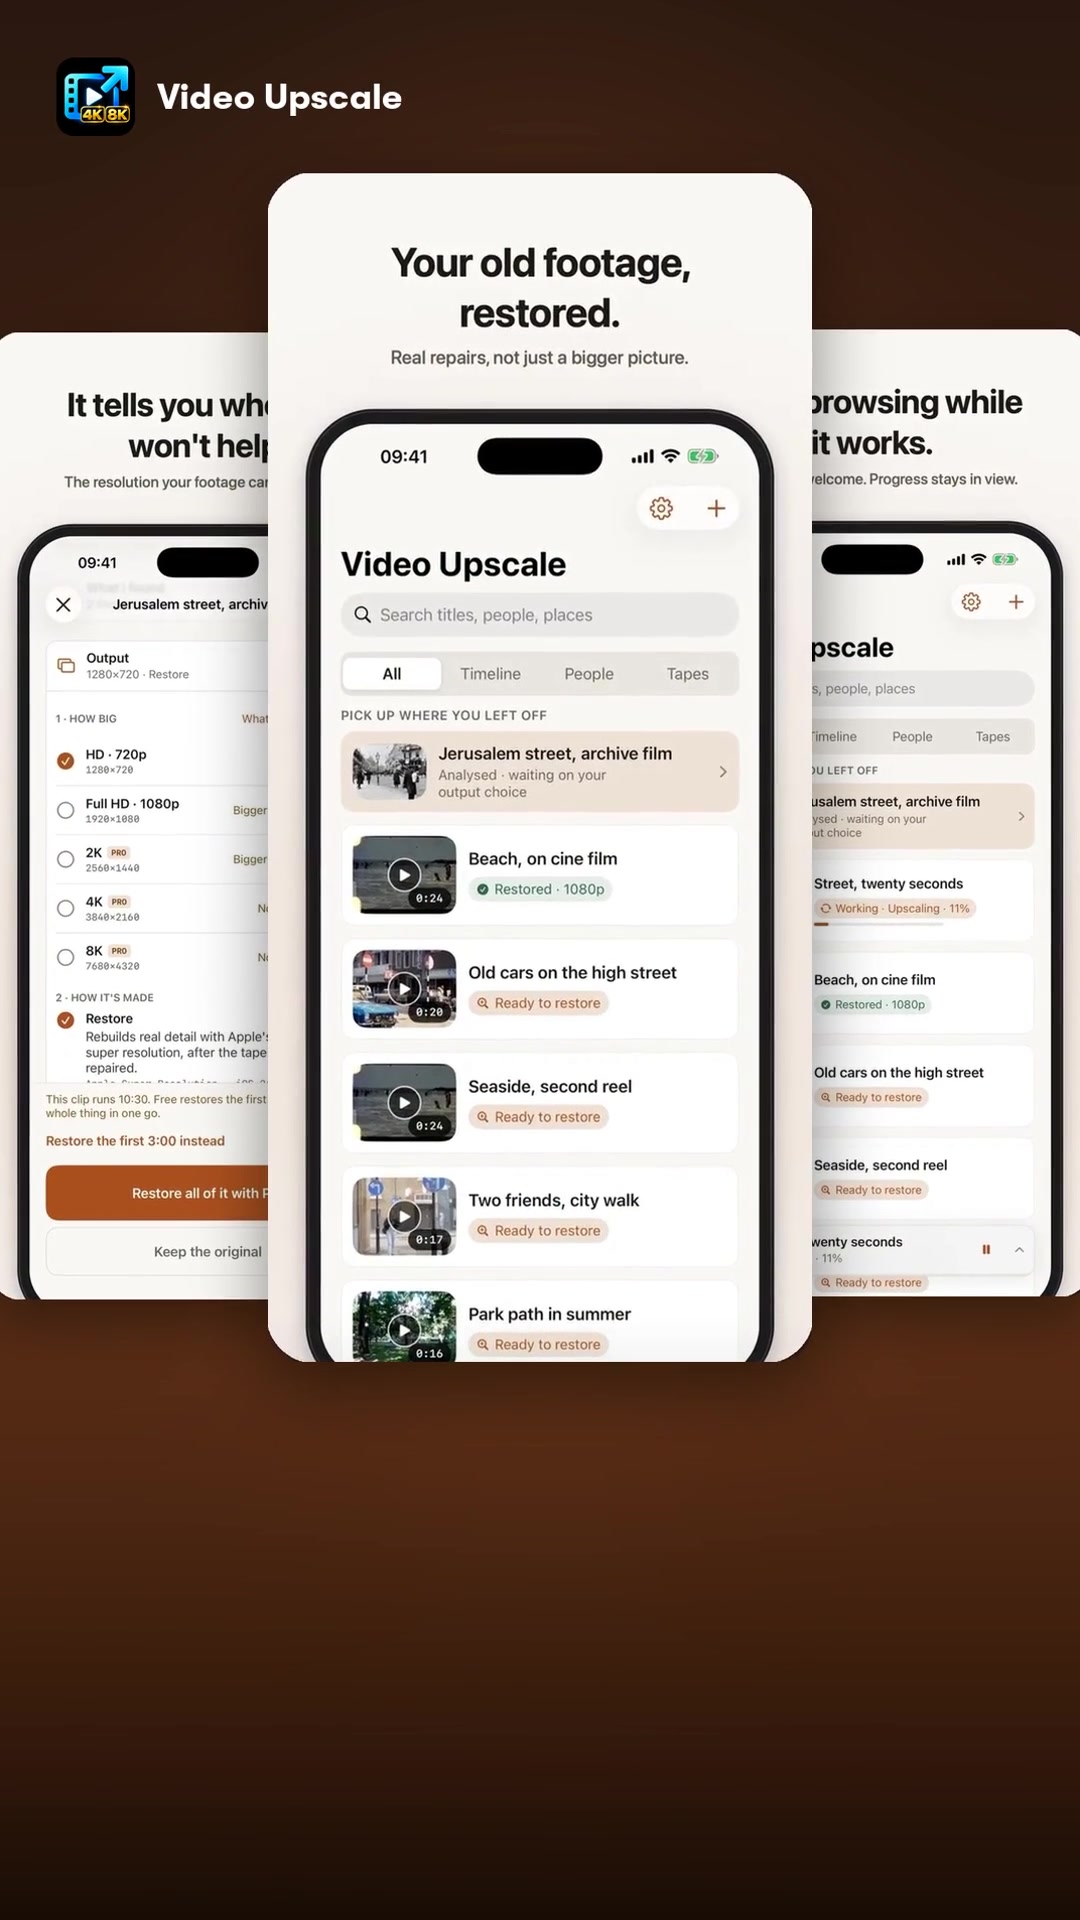 4K 8K
Video Upscale
Your old footage,
restored.
Real repairs, not just a bigger picture.
09:41
Video Upscale
Search titles, people, places
All
Timeline
People
Tapes
PICK UP WHERE YOU LEFT OFF
Jerusalem street, archive film
Analysed · waiting on your
output choice
0:24
Beach, on cine film
Restored · 1080p
0:20
Old cars on the high street
Ready to restore
0:24
Seaside, second reel
Ready to restore
0:17
Two friends, city walk
Ready to restore
0:16
Park path in summer
Ready to restore
It tells you
won't help
The resolution your footage
09:41
Jerusalem street,
Output
1280×720 · Restore
1 · HOW BIG
HD · 720p
1280×720
Full HD · 1080p
1920×1080
Bigger
2K PRO
2560×1440
Bigger
4K PRO
3840×2160
8K PRO
7680×4320
2 · HOW IT'S MADE
Restore
Rebuilds real detail with Apple's
super resolution, after the tape
repaired.
This clip runs 10:30. Free restores the first
whole thing in one go.
Restore the first 3:00 instead
Restore all of it with
Keep the original
browsing while
it works.
Progress stays in view.
people, places
Timeline
People
Tapes
LEFT OFF
street, archive film
waiting on your
choice
Street, twenty seconds
Working · Upscaling · 11%
Beach, on cine film
Restored · 1080p
Old cars on the high street
Ready to restore
Seaside, second reel
Ready to restore
twenty seconds
· 11%
Ready to restore